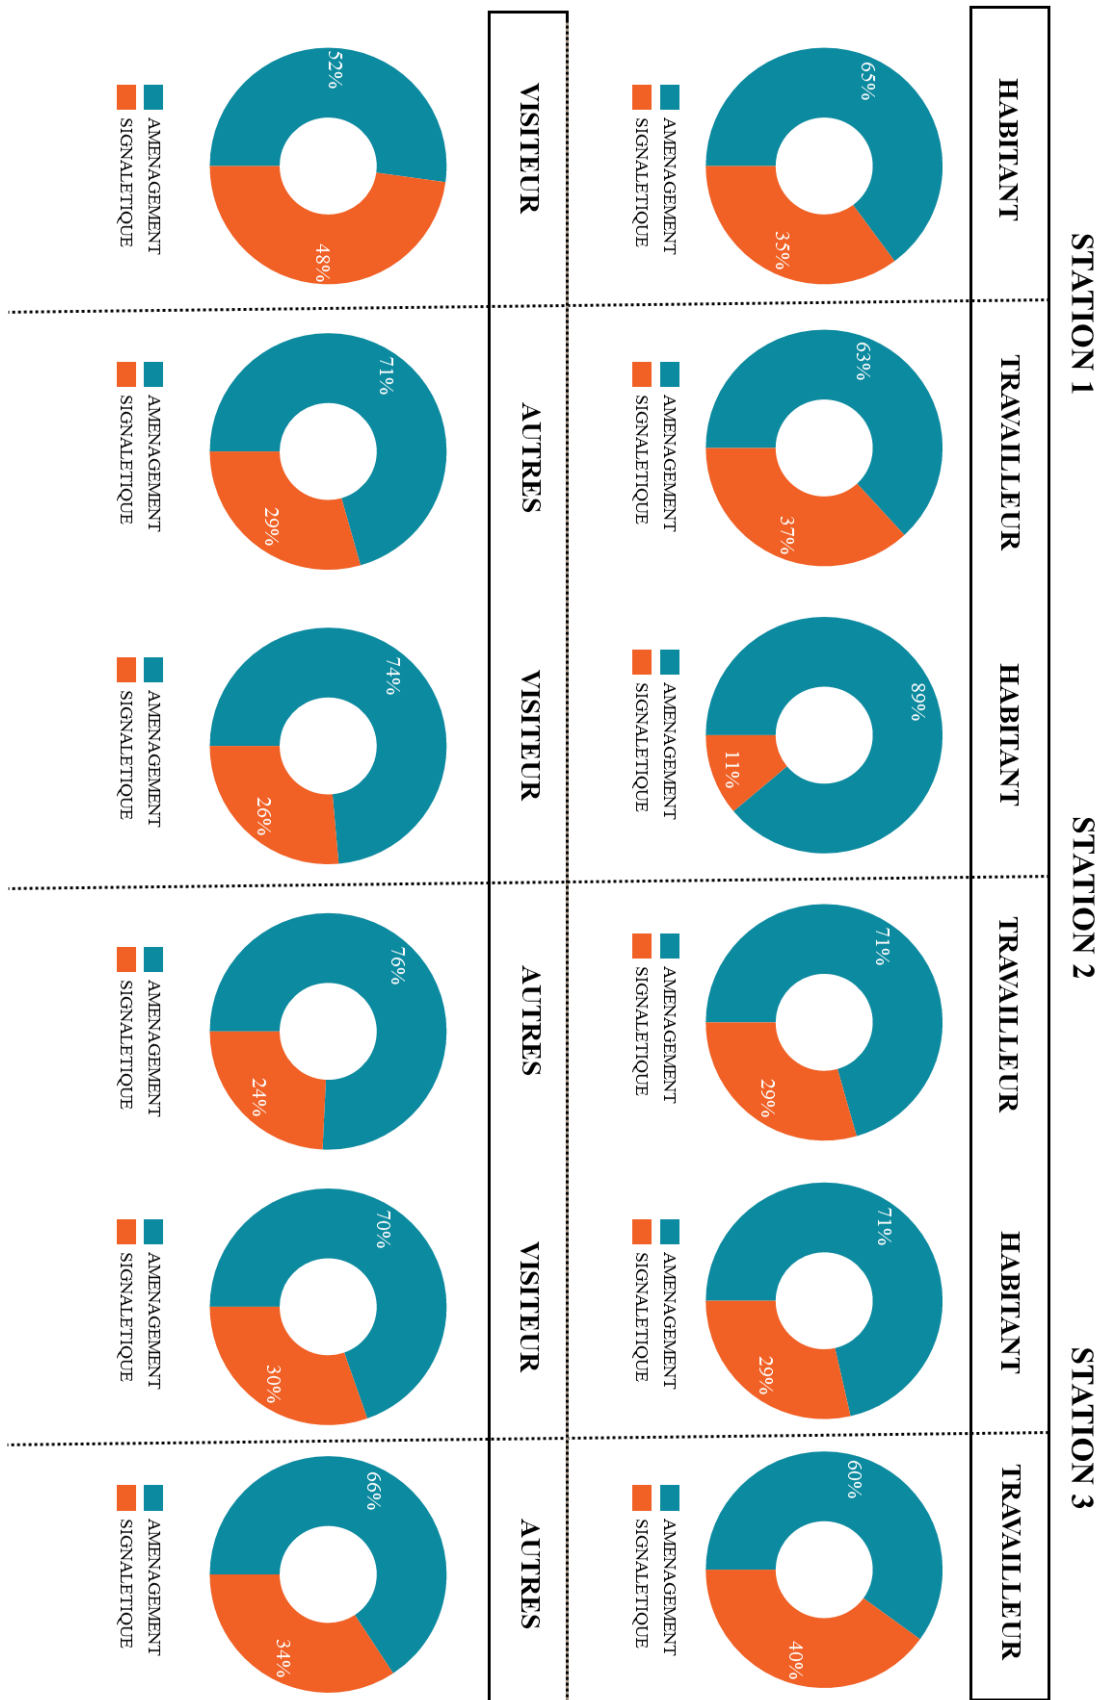 STATION 1
STATION 2
STATION 3
HABITANT
TRAVAILLEUR
HABITANT
TRAVAILLEUR
HABITANT
TRAVAILLEUR
65%
35%
63%
37%
89%
11%
71%
29%
71%
29%
60%
40%
AMENAGEMENT
SIGNALETIQUE
AMENAGEMENT
SIGNALETIQUE
AMENAGEMENT
SIGNALETIQUE
AMENAGEMENT
SIGNALETIQUE
AMENAGEMENT
SIGNALETIQUE
AMENAGEMENT
SIGNALETIQUE
VISITEUR
AUTRES
VISITEUR
AUTRES
VISITEUR
AUTRES
52%
48%
71%
29%
74%
26%
76%
24%
70%
30%
66%
34%
AMENAGEMENT
SIGNALETIQUE
AMENAGEMENT
SIGNALETIQUE
AMENAGEMENT
SIGNALETIQUE
AMENAGEMENT
SIGNALETIQUE
AMENAGEMENT
SIGNALETIQUE
AMENAGEMENT
SIGNALETIQUE